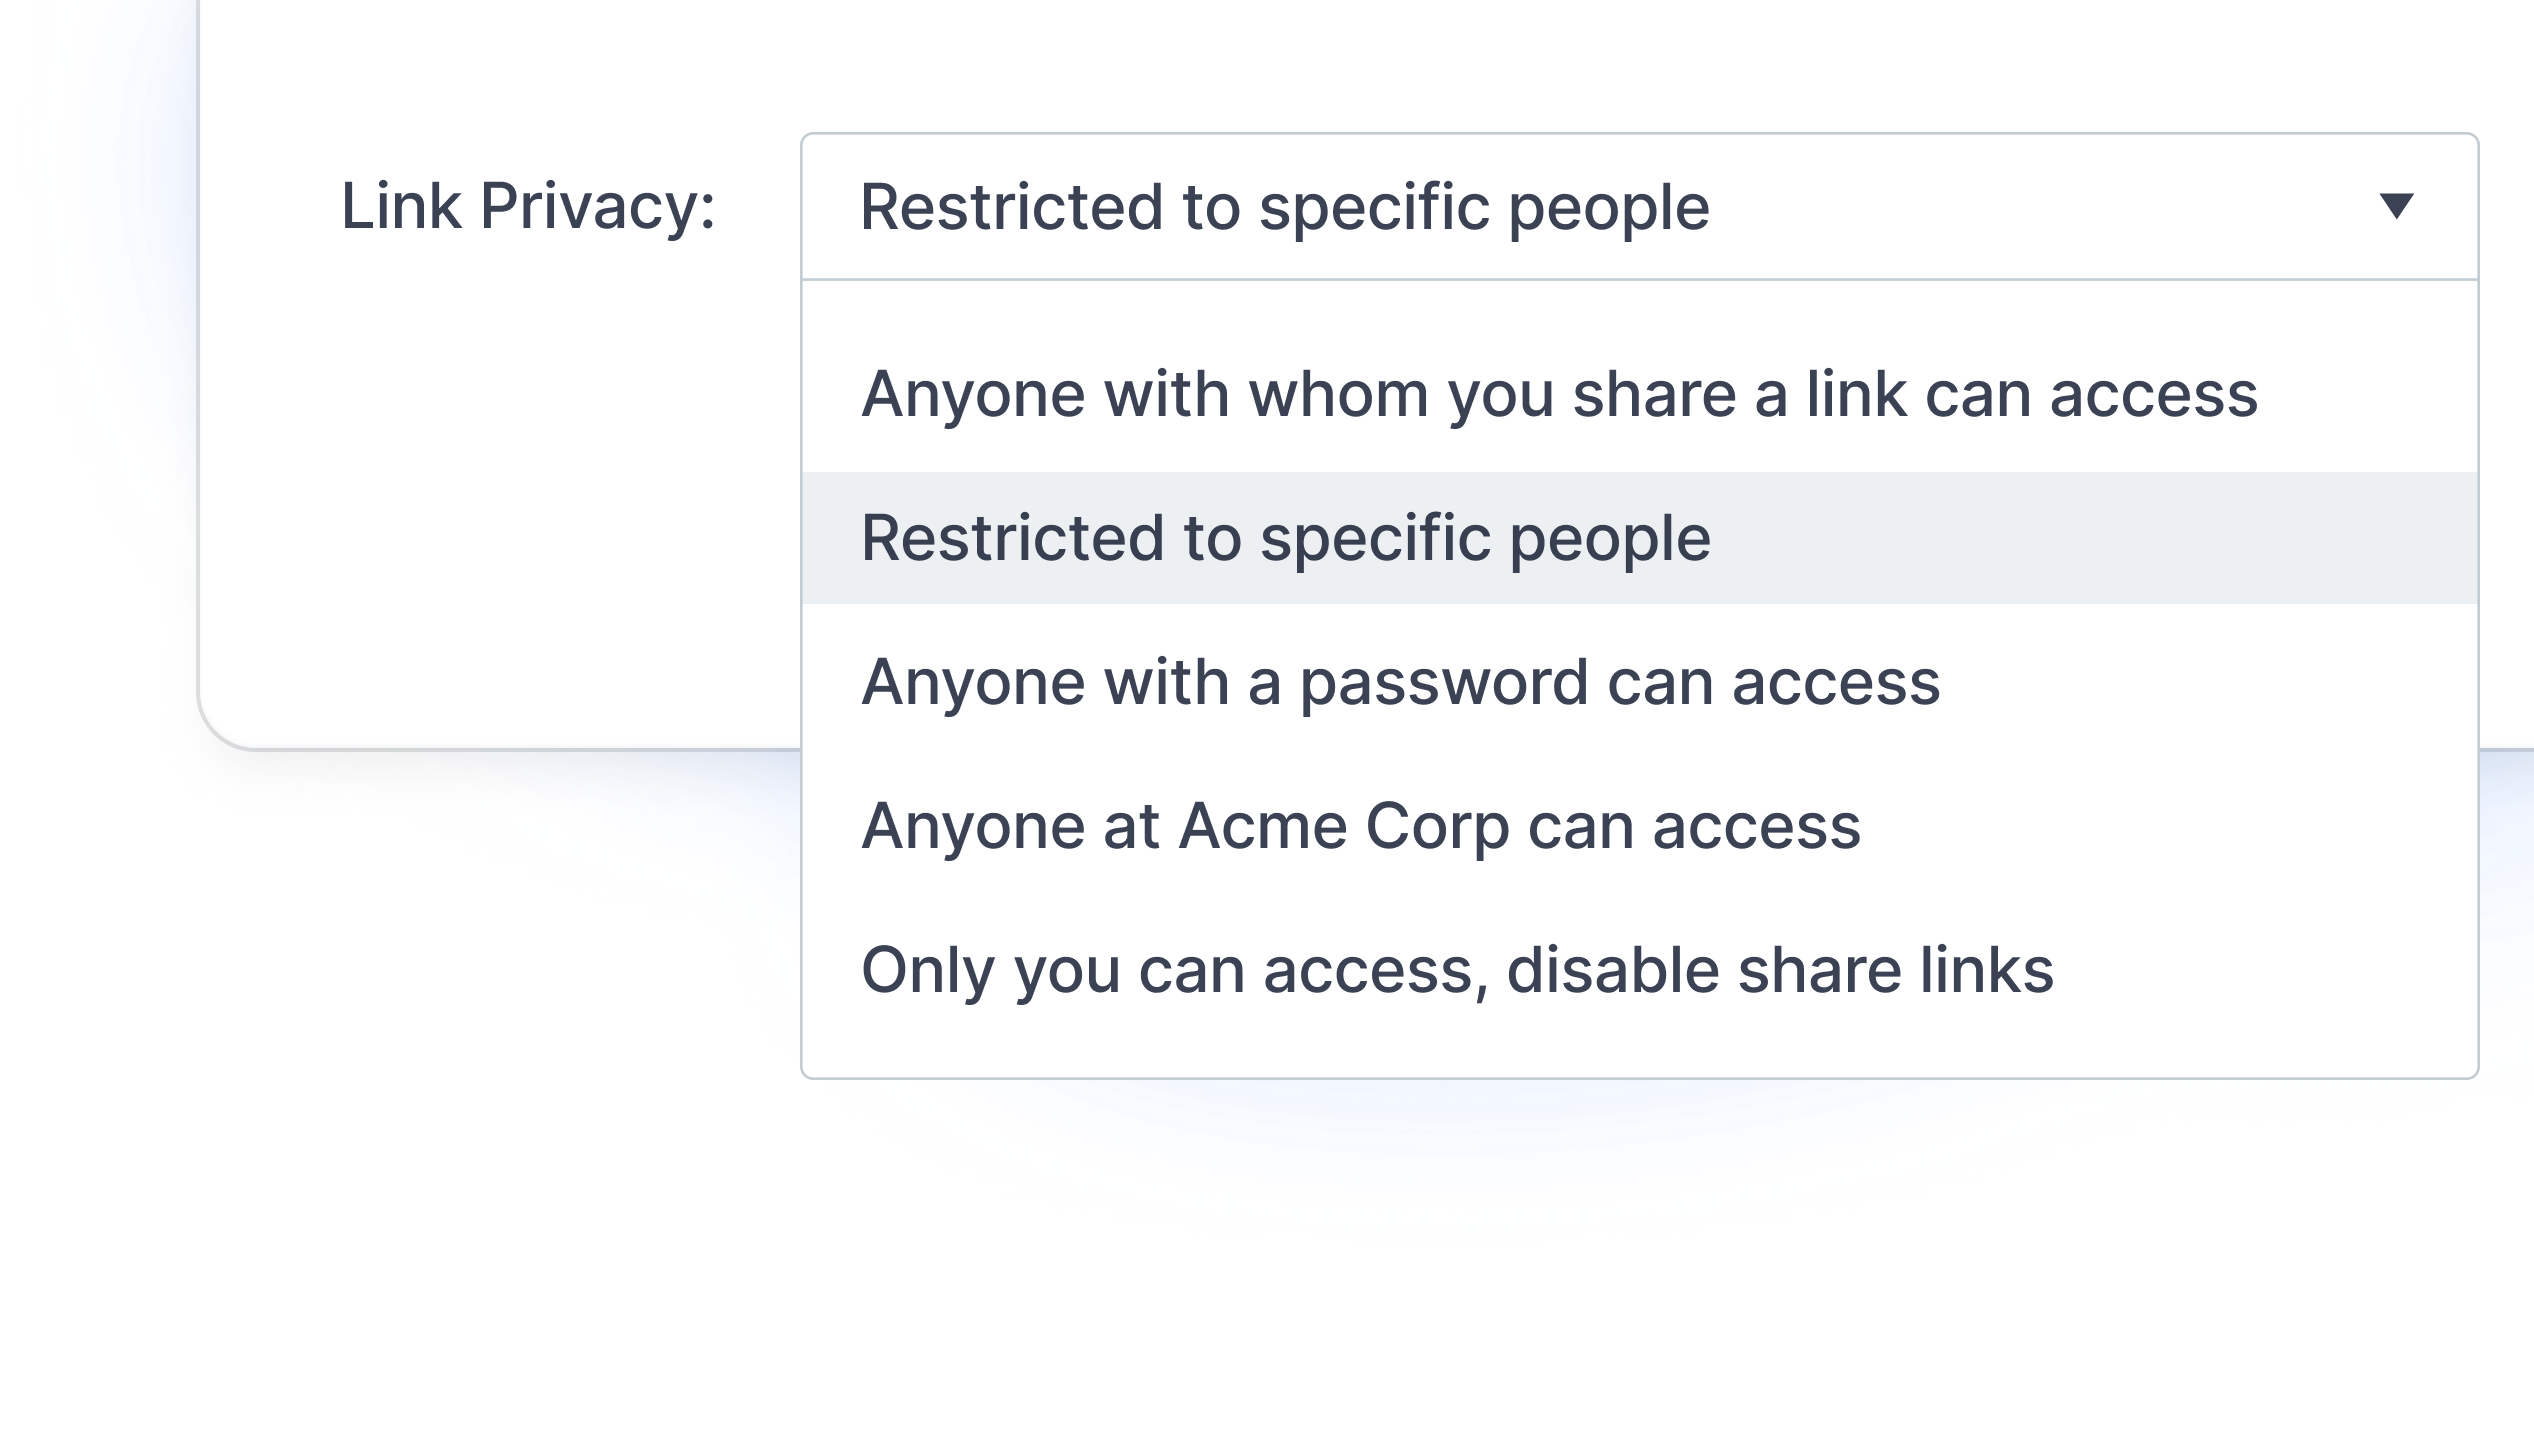 Link Privacy:
Restricted to specific people
Anyone with whom you share a link can access
Restricted to specific people
Anyone with a password can access
Anyone at Acme Corp can access
Only you can access, disable share links